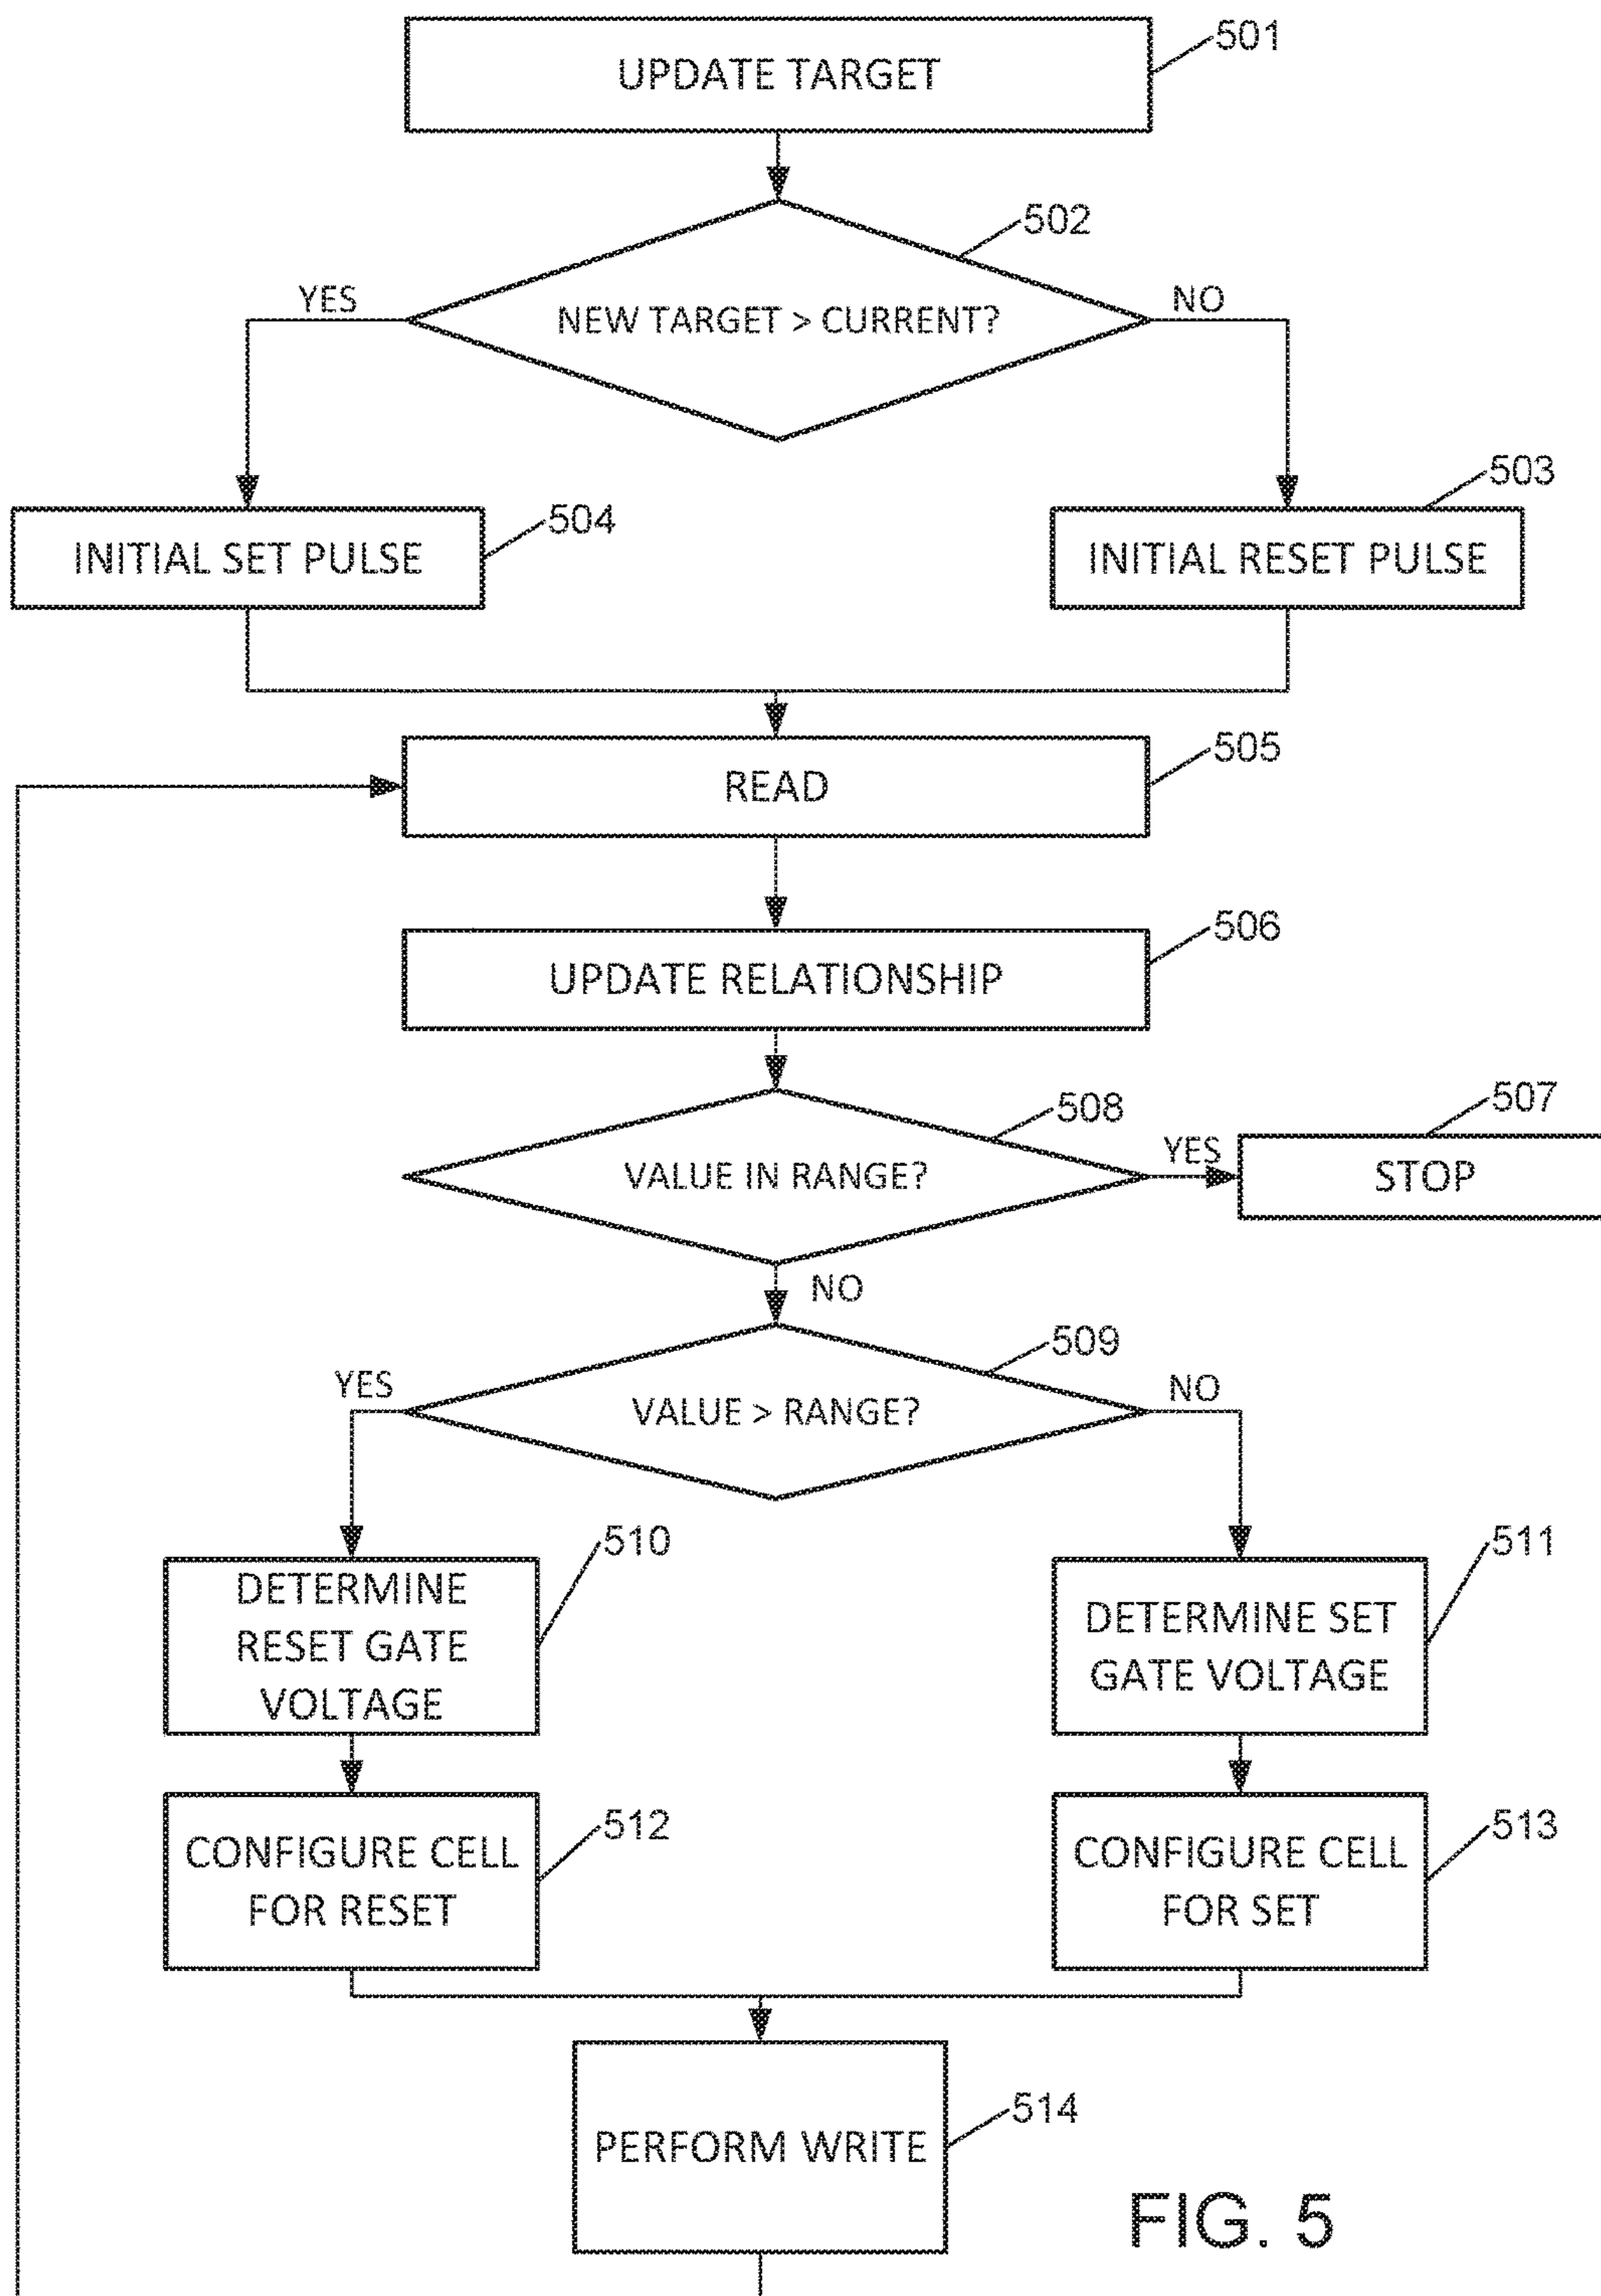 501
UPDATE TARGET
502
YES
NO
NEW TARGET > CURRENT?
503
504
INITIAL SET PULSE
INITIAL RESET PULSE
505
READ
506
UPDATE RELATIONSHIP
508
507
YES
VALUE IN RANGE?
STOP
NO
509
YES
NO
VALUE > RANGE?
510
511
DETERMINE
RESET GATE
VOLTAGE
DETERMINE SET
GATE VOLTAGE
512
513
CONFIGURE CELL
FOR RESET
CONFIGURE CELL
FOR SET
514
PERFORM WRITE
FIG. 5